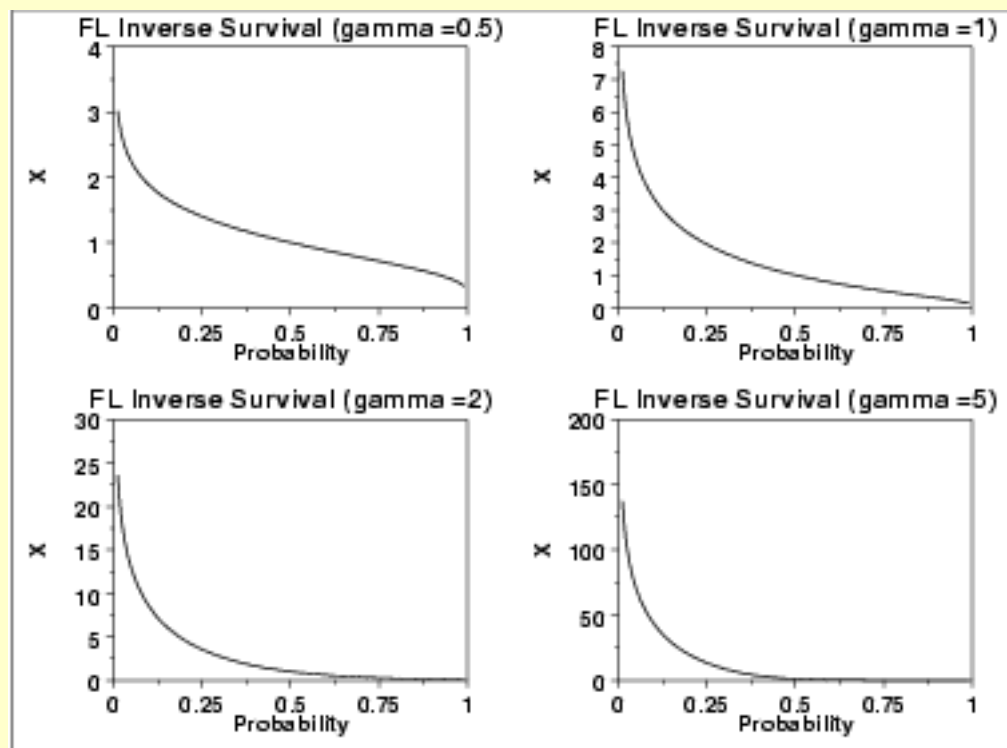 FL Inverse Survival (gamma =0.5)
4
3
2
1
0
X
0 0.25 0.5 0.75 1
Probability
FL Inverse Survival (gamma =1)
8
7
6
5
4
3
2
1
0
X
0 0.25 0.5 0.75 1
Probability
FL Inverse Survival (gamma =2)
30
25
20
15
10
5
0
X
0 0.25 0.5 0.75 1
Probability
FL Inverse Survival (gamma =5)
200
150
100
50
0
X
0 0.25 0.5 0.75 1
Probability